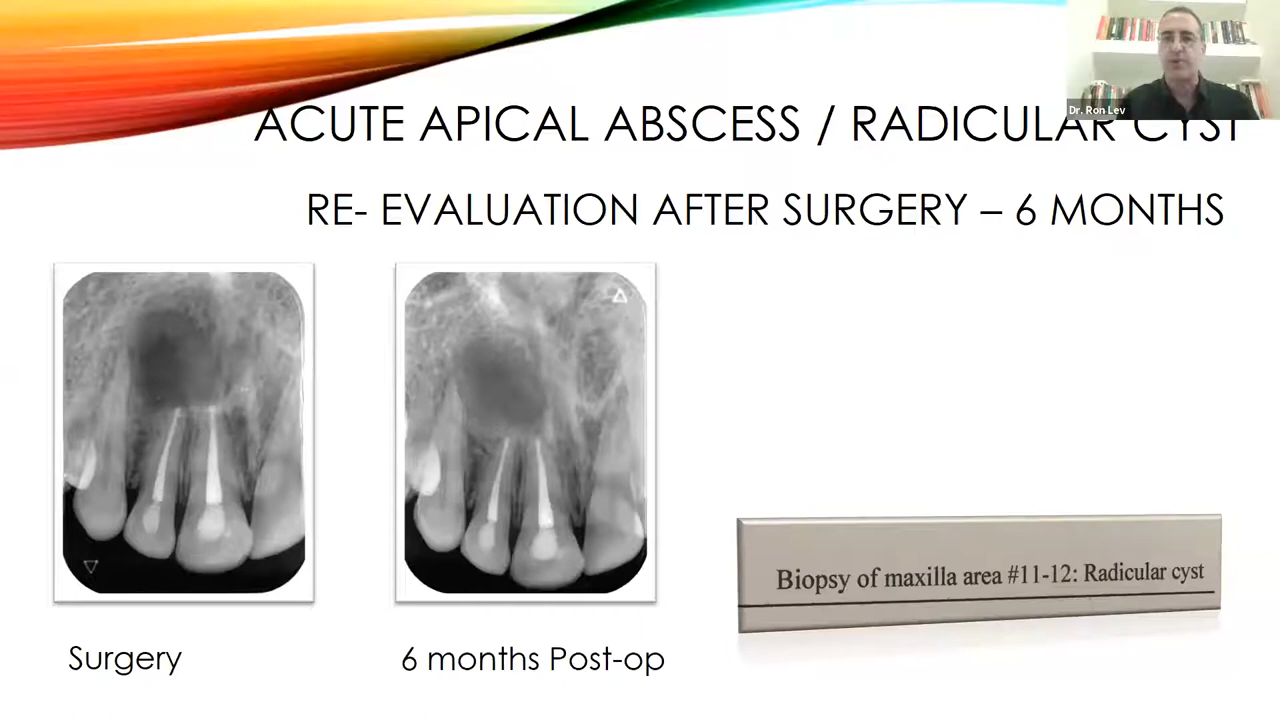 Dr. Ron Lev
ACUTE APICAL ABSCESS / RADICULAR CYST
RE- EVALUATION AFTER SURGERY – 6 MONTHS
Biopsy of maxilla area #11-12: Radicular cyst
Surgery
6 months Post-op